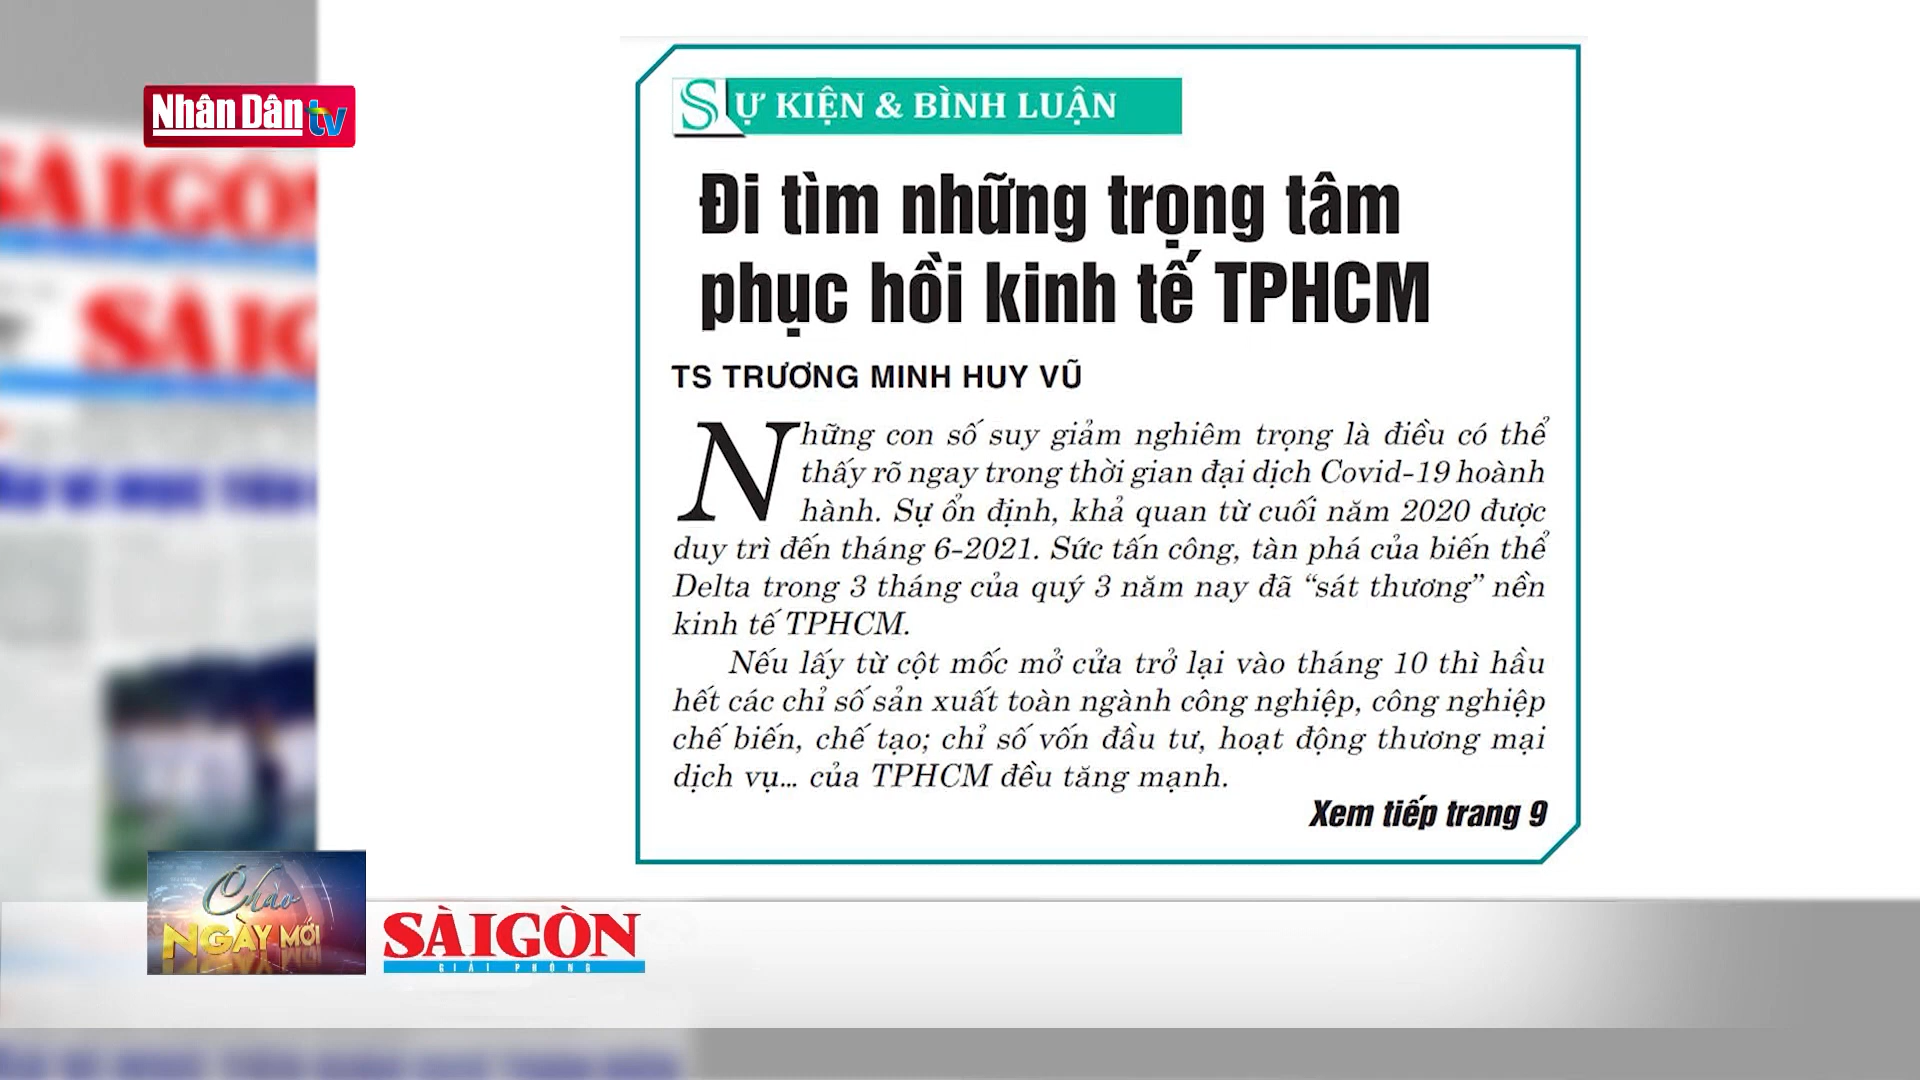 Nhân Dân tv
SỰ KIỆN & BÌNH LUẬN
Đi tìm những trọng tâm
phục hồi kinh tế TPHCM
TS TRƯƠNG MINH HUY VŨ
Những con số suy giảm nghiêm trọng là điều có thể
thấy rõ ngay trong thời gian đại dịch Covid-19 hoành
hành. Sự ổn định, khả quan từ cuối năm 2020 được
duy trì đến tháng 6-2021. Sức tấn công, tàn phá của biến thể
Delta trong 3 tháng của quý 3 năm nay đã “sát thương” nền
kinh tế TPHCM.
Nếu lấy từ cột mốc mở cửa trở lại vào tháng 10 thì hầu
hết các chỉ số sản xuất toàn ngành công nghiệp, công nghiệp
chế biến, chế tạo; chỉ số vốn đầu tư, hoạt động thương mại
dịch vụ... của TPHCM đều tăng mạnh.
Xem tiếp trang 9
SÀIGÒN
SÀIG
Chào
NGÀY MỚI
SÀIGÒN
GIẢI PHÓNG